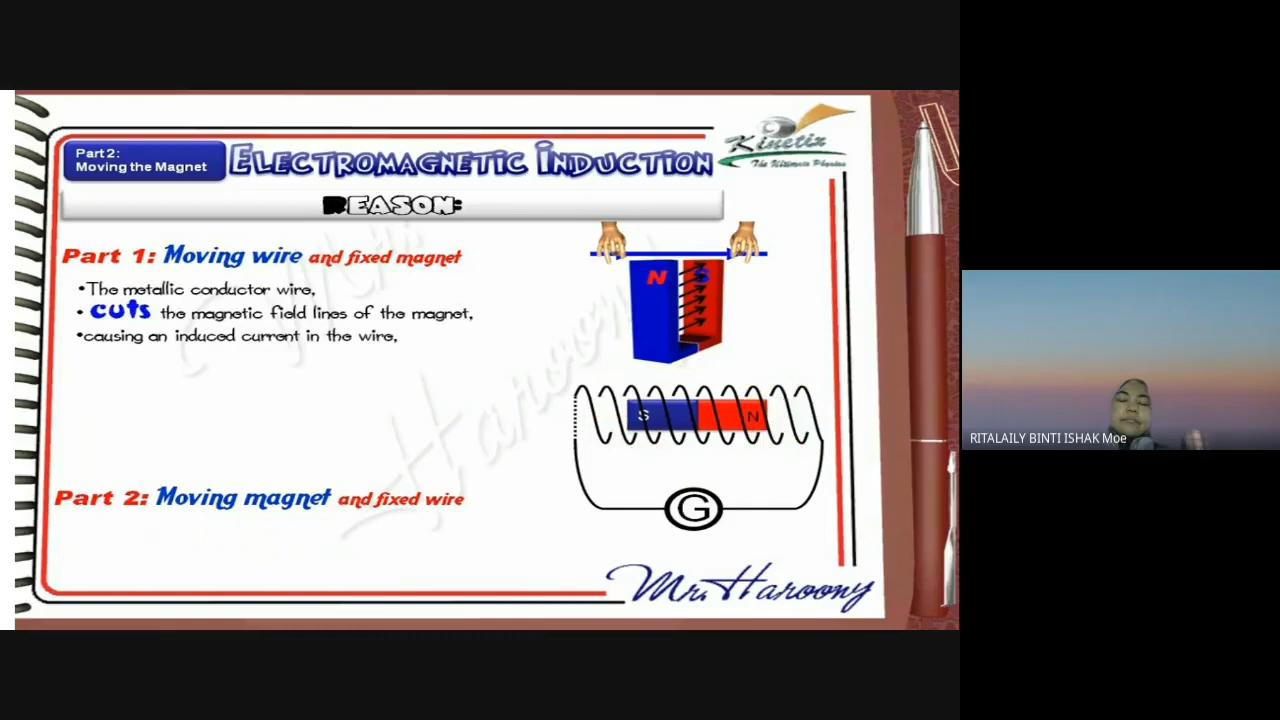 Part 2:
Moving the Magnet
ELECTROMAGNETIC INDUCTION
Kinetix
The Ultimate Physics
REASON:
Part 1: Moving wire and fixed magnet
•The metallic conductor wire,
• cuts the magnetic field lines of the magnet,
•causing an induced current in the wire,
N S
S N
G
Part 2: Moving magnet and fixed wire
Mr. Haroony
Mr. Haroony
RITALAILY BINTI ISHAK Moe